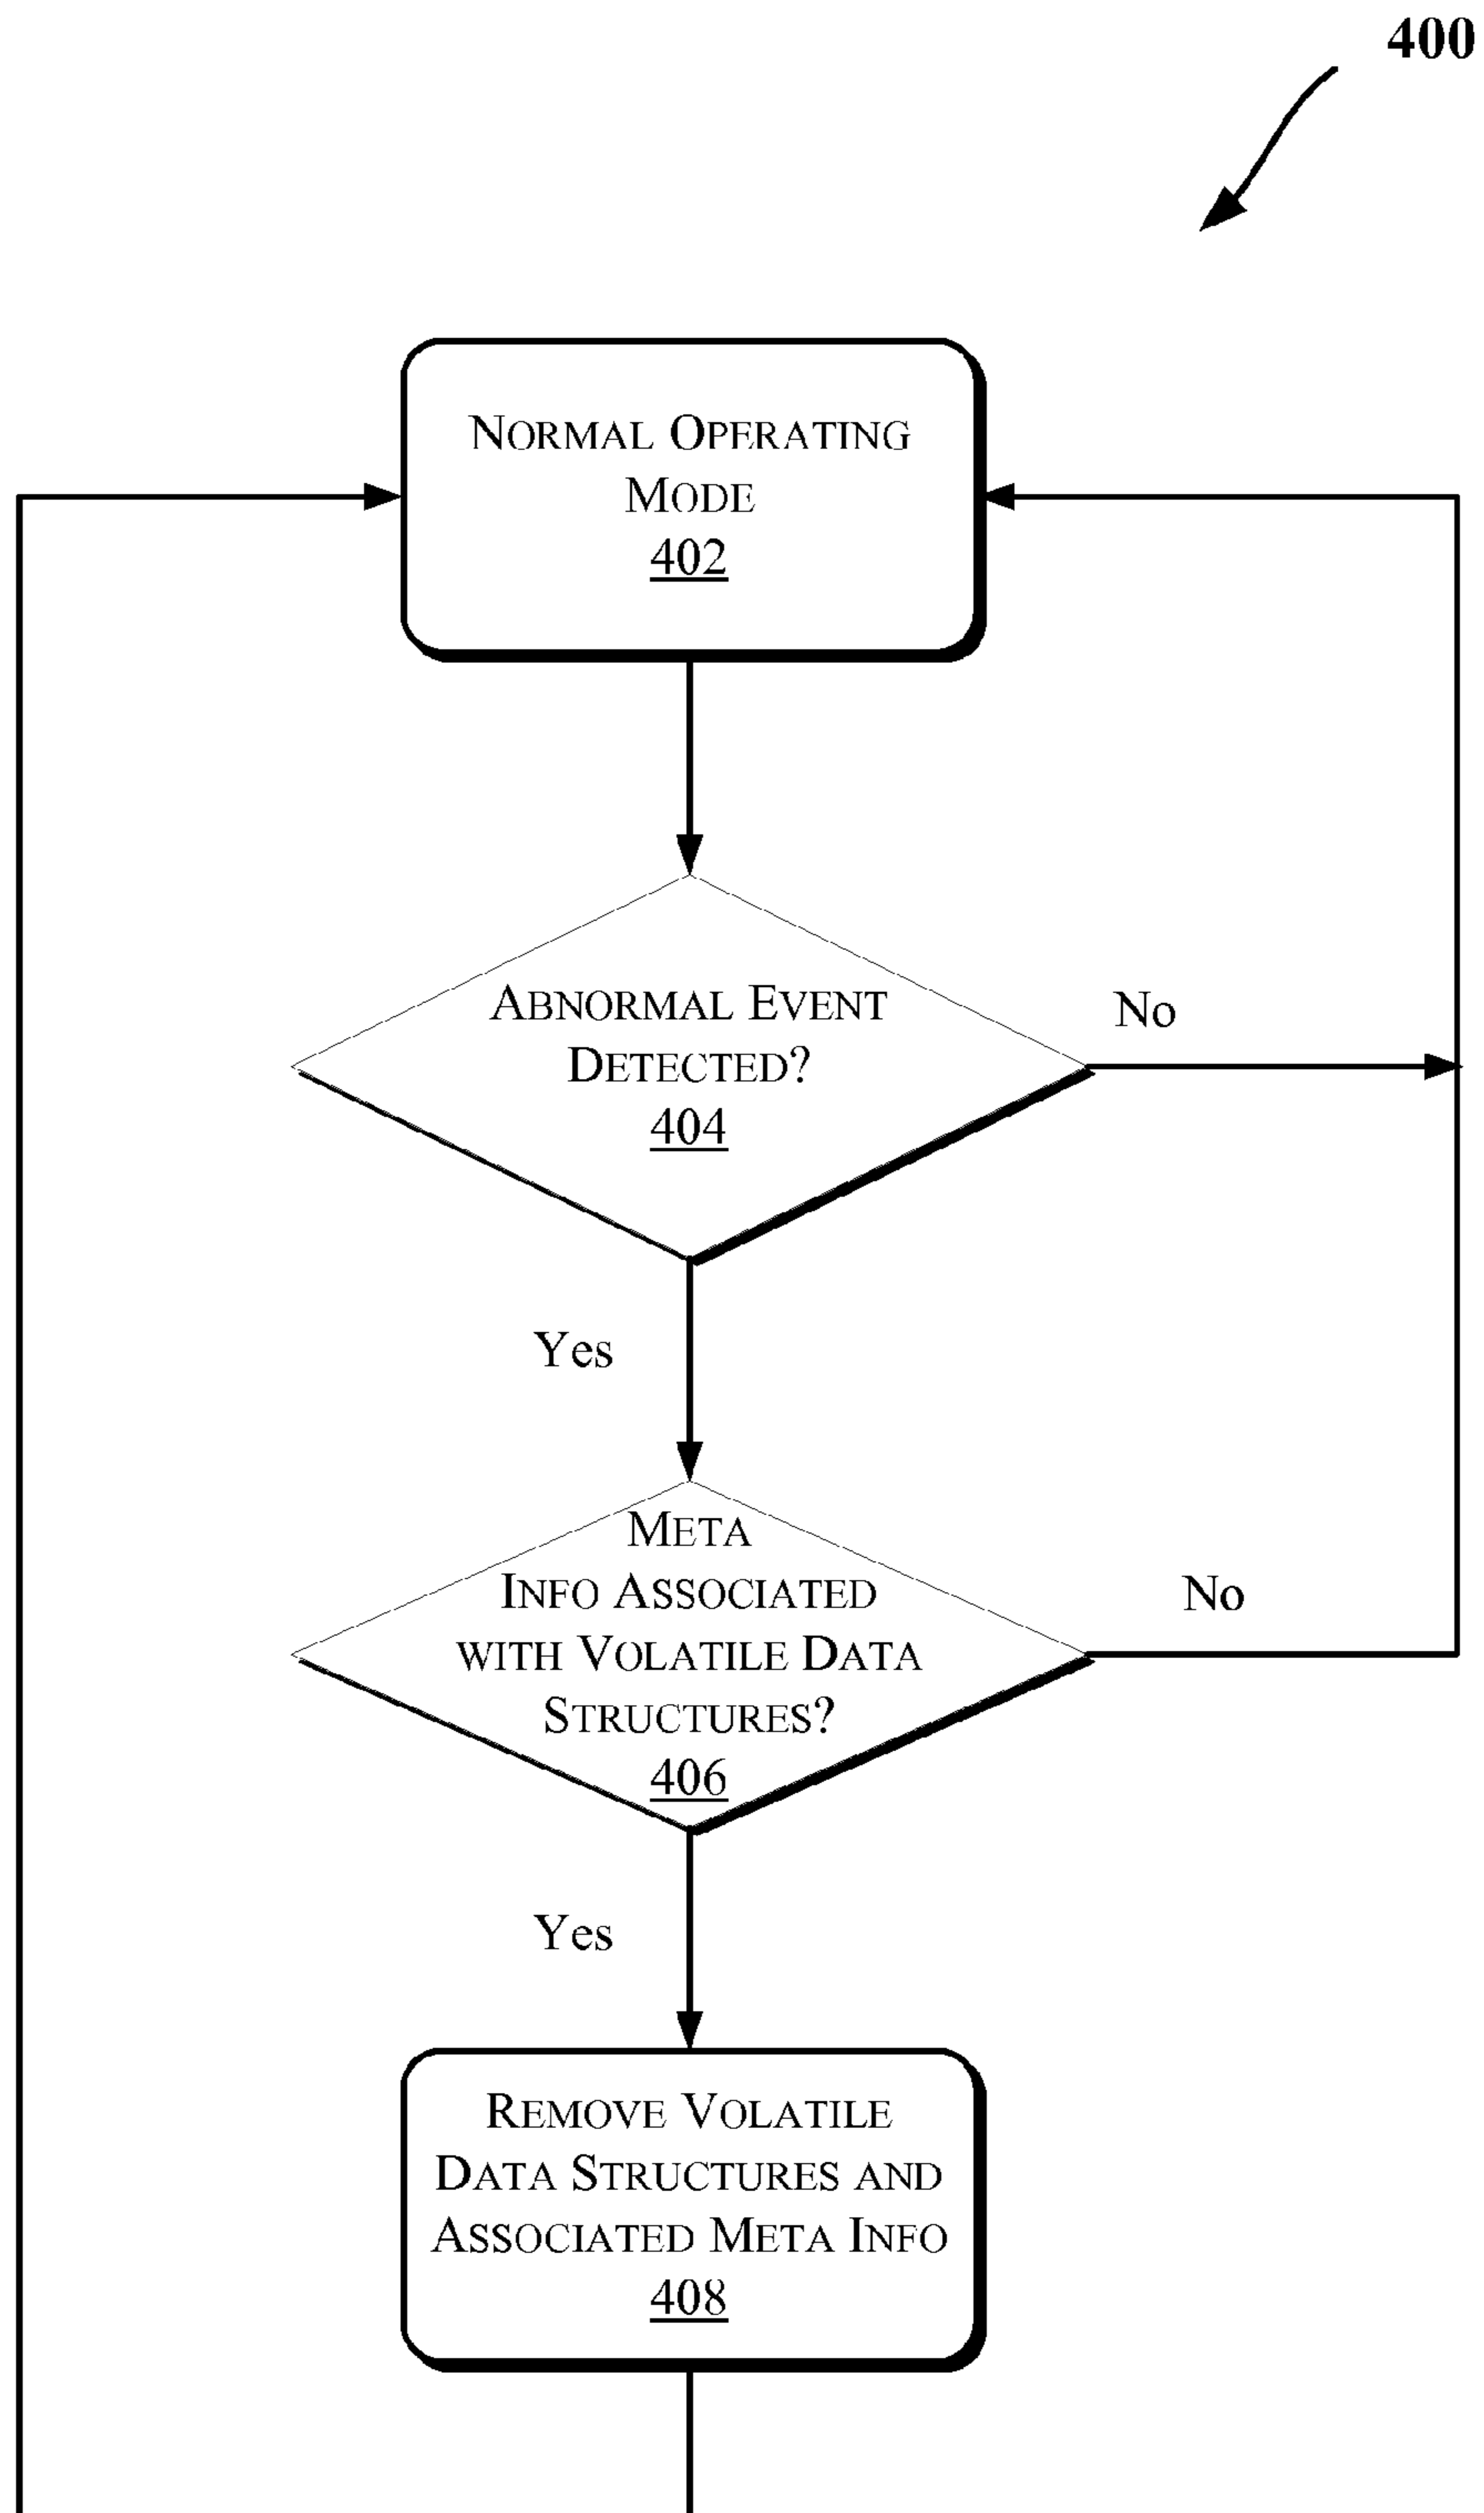 400
Normal Operating
Mode
402
Abnormal Event
Detected?
404
No
Yes
Meta
Info Associated
with Volatile Data
Structures?
406
No
Yes
Remove Volatile
Data Structures and
Associated Meta Info
408